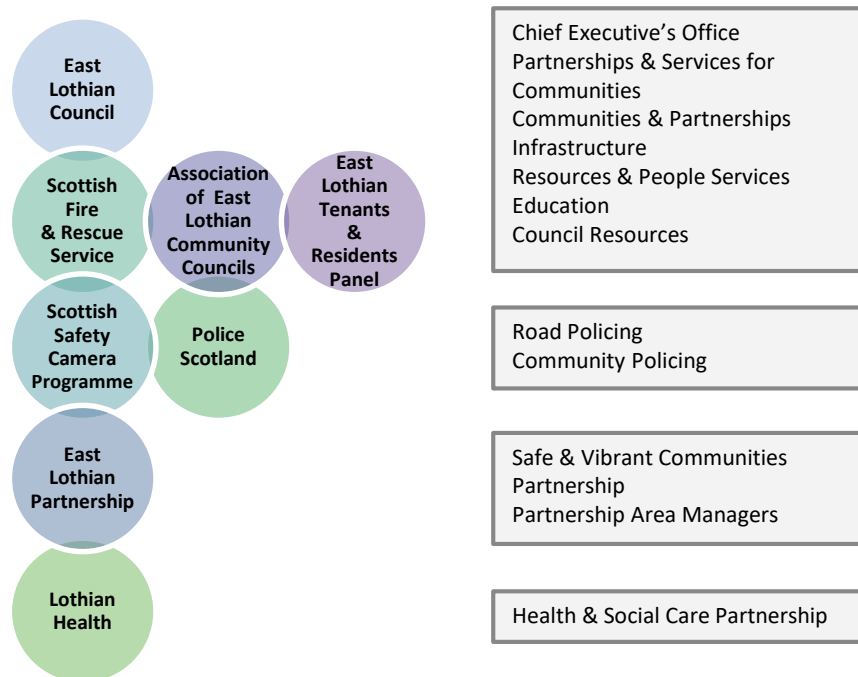 East
Lothian
Council
Scottish
Fire
& Rescue
Service
Association
of East
Lothian
Community
Councils
East
Lothian
Tenants
&
Residents
Panel
Scottish
Safety
Camera
Programme
Police
Scotland
East
Lothian
Partnership
Lothian
Health
Chief Executive’s Office
Partnerships & Services for
Communities
Communities & Partnerships
Infrastructure
Resources & People Services
Education
Council Resources
Road Policing
Community Policing
Safe & Vibrant Communities
Partnership
Partnership Area Managers
Health & Social Care Partnership